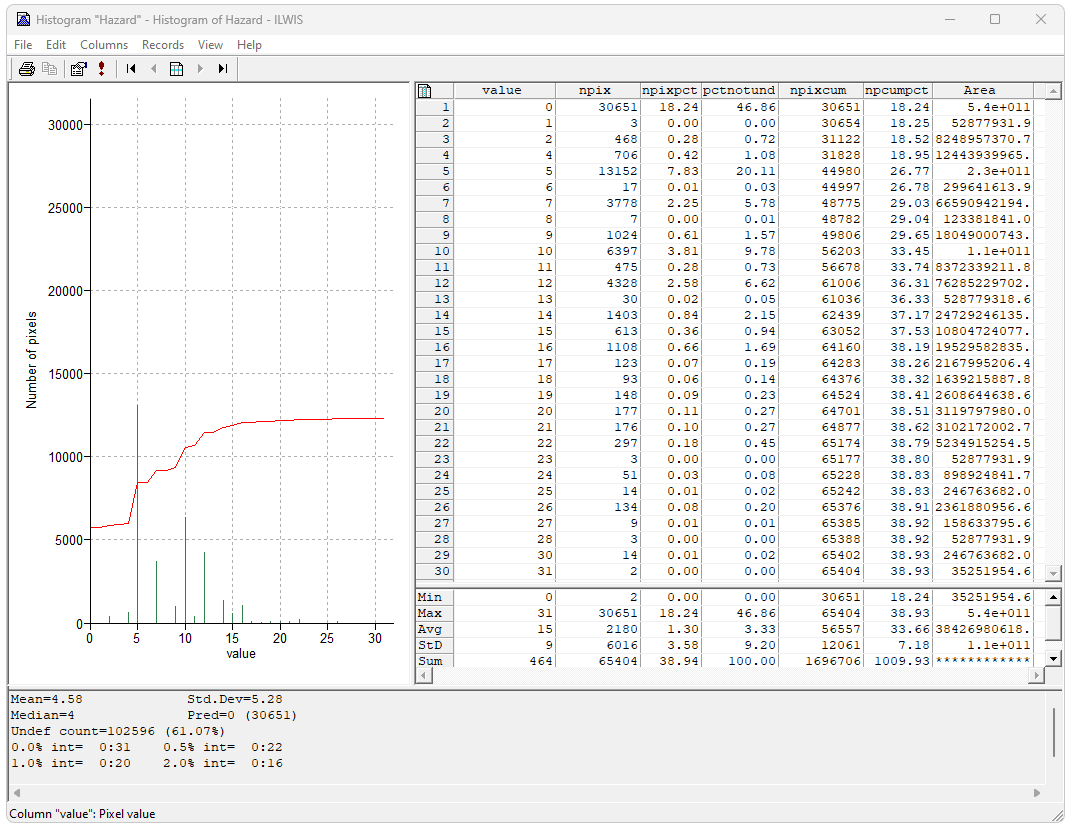 Histogram "Hazard" - Histogram of Hazard - ILWIS
File Edit Columns Records View Help
30000
25000
20000
15000
10000
5000
0
Number of pixels
0 5 10 15 20 25 30
value
value npix npixpct pctnotund npixcum npcumpct Area
1 0 30651 18.24 46.86 30651 18.24 5.4e+011
2 1 3 0.00 0.00 30654 18.25 52877931.9
3 2 468 0.28 0.72 31122 18.52 8248957370.7
4 4 706 0.42 1.08 31828 18.95 12443939965.
5 5 13152 7.83 20.11 44980 26.77 2.3e+011
6 6 17 0.01 0.03 44997 26.78 299641613.9
7 7 3778 2.25 5.78 48775 29.03 66590942194.
8 8 7 0.00 0.01 48782 29.04 123381841.0
9 9 1024 0.61 1.57 49806 29.65 18049000743.
10 10 6397 3.81 9.78 56203 33.45 1.1e+011
11 11 475 0.28 0.73 56678 33.74 8372339211.8
12 12 4328 2.58 6.62 61006 36.31 76285229702.
13 13 30 0.02 0.05 61036 36.33 528779318.6
14 14 1403 0.84 2.15 62439 37.17 24729246135.
15 15 613 0.36 0.94 63052 37.53 10804724077.
16 16 1108 0.66 1.69 64160 38.19 19529582835.
17 17 123 0.07 0.19 64283 38.26 2167995206.4
18 18 93 0.06 0.14 64376 38.32 1639215887.8
19 19 148 0.09 0.23 64524 38.41 2608644638.6
20 20 177 0.11 0.27 64701 38.51 3119797980.0
21 21 176 0.10 0.27 64877 38.62 3102172002.7
22 22 297 0.18 0.45 65174 38.79 5234915254.5
23 23 3 0.00 0.00 65177 38.80 52877931.9
24 24 51 0.03 0.08 65228 38.83 898924841.7
25 25 14 0.01 0.02 65242 38.83 246763682.0
26 26 134 0.08 0.20 65376 38.91 2361880956.6
27 27 9 0.01 0.01 65385 38.92 158633795.6
28 28 3 0.00 0.00 65388 38.92 52877931.9
29 30 14 0.01 0.02 65402 38.93 246763682.0
30 31 2 0.00 0.00 65404 38.93 35251954.6
Min 0 2 0.00 0.00 30651 18.24 35251954.6
Max 31 30651 18.24 46.86 65404 38.93 5.4e+011
Avg 15 2180 1.30 3.33 56557 33.66 38426980618.
StD 9 6016 3.58 9.20 12061 7.18 1.1e+011
Sum 464 65404 38.94 100.00 1696706 1009.93 ************
Mean=4.58 Std.Dev=5.28
Median=4 Pred=0 (30651)
Undef count=102596 (61.07%)
0.0% int= 0:31 0.5% int= 0:22
1.0% int= 0:20 2.0% int= 0:16
Column "value": Pixel value